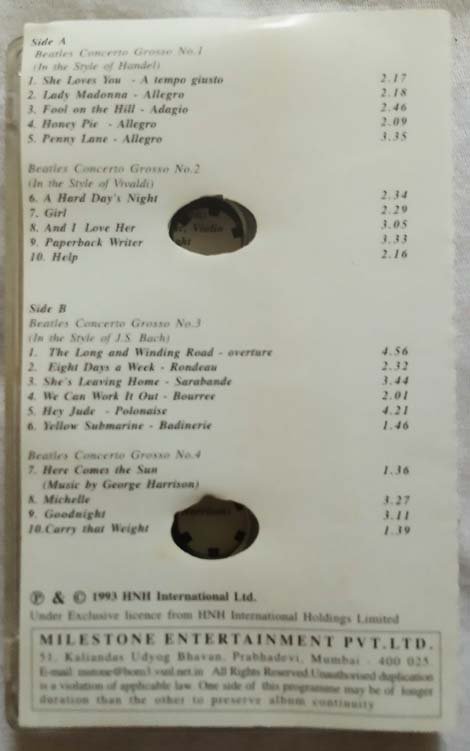 Side A
Beatles Concerto Grosso No.1
(In the Style of Handel)
1. She Loves You - A tempo giusto 2.17
2. Lady Madonna - Allegro 2.18
3. Fool on the Hill - Adagio 2.46
4. Honey Pie - Allegro 2.09
5. Penny Lane - Allegro 3.35
Beatles Concerto Grosso No.2
(In the Style of Vivaldi)
6. A Hard Day's Night 2.34
7. Girl 2.29
8. And I Love Her 3.05
Violin
9. Paperback Writer 3.33
10. Help 2.16
Side B
Beatles Concerto Grosso No.3
(In the Style of J.S. Bach)
1. The Long and Winding Road - overture 4.56
2. Eight Days a Week - Rondeau 2.32
3. She's Leaving Home - Sarabande 3.44
4. We Can Work It Out - Bourree 2.01
5. Hey Jude - Polonaise 4.21
6. Yellow Submarine - Badinerie 1.46
Beatles Concerto Grosso No.4
7. Here Comes the Sun 1.36
(Music by George Harrison)
8. Michelle 3.27
9. Goodnight 3.11
10.Carry that Weight 1.39
℗ & © 1993 HNH International Ltd.
Under Exclusive licence from HNH International Holdings Limited
MILESTONE ENTERTAINMENT PVT.LTD.
51, Kaliandas Udyog Bhavan, Prabhadevi, Mumbai - 400 025
E-mail: All Rights Reserved.Unauthorised duplication
is a violation of applicable law. One side of this programme may be of longer
duration than the other to preserve album continuity